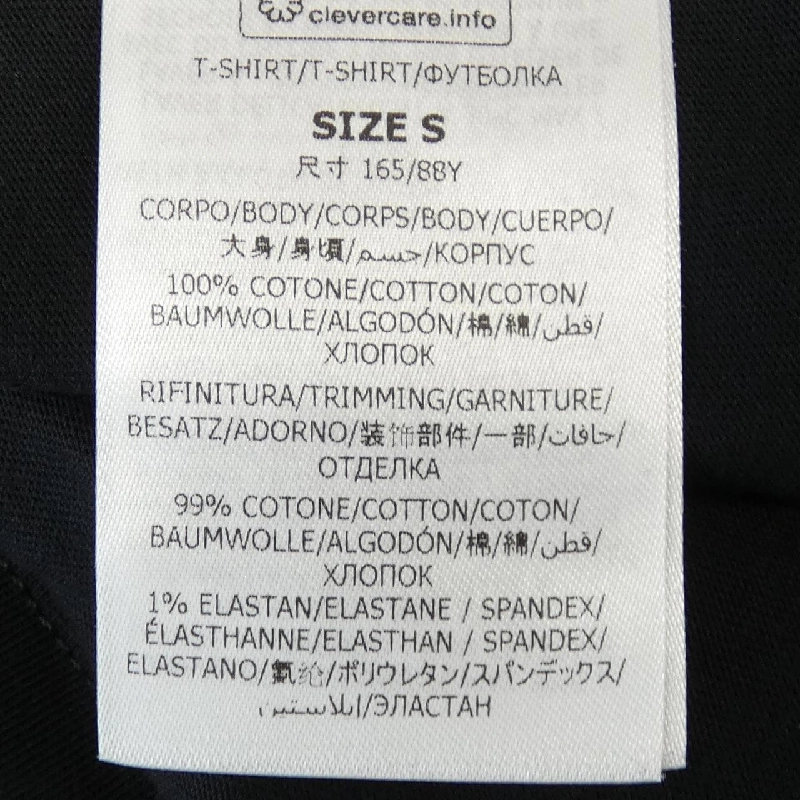 clevercare.info
T-SHIRT/T-SHIRT/ФУТБОЛКА
SIZE S
尺寸 165/88Y
CORPO/BODY/CORPS/BODY/CUERPO/
大身/身頃/جسم/КОРПУС
100% COTONE/COTTON/COTON/
BAUMWOLLE/ALGODÓN/棉/綿/قطن/
ХЛОПОК
RIFINITURA/TRIMMING/GARNITURE/
BESATZ/ADORNO/装饰部件/一部/حافات/
ОТДЕЛКА
99% COTONE/COTTON/COTON/
BAUMWOLLE/ALGODÓN/棉/綿/قطن/
ХЛОПОК
1% ELASTAN/ELASTANE / SPANDEX/
ÉLASTHANNE/ELASTHAN / SPANDEX/
ELASTANO/氨纶/ポリウレタン/スパンデックス/
/ЭЛАСТАН